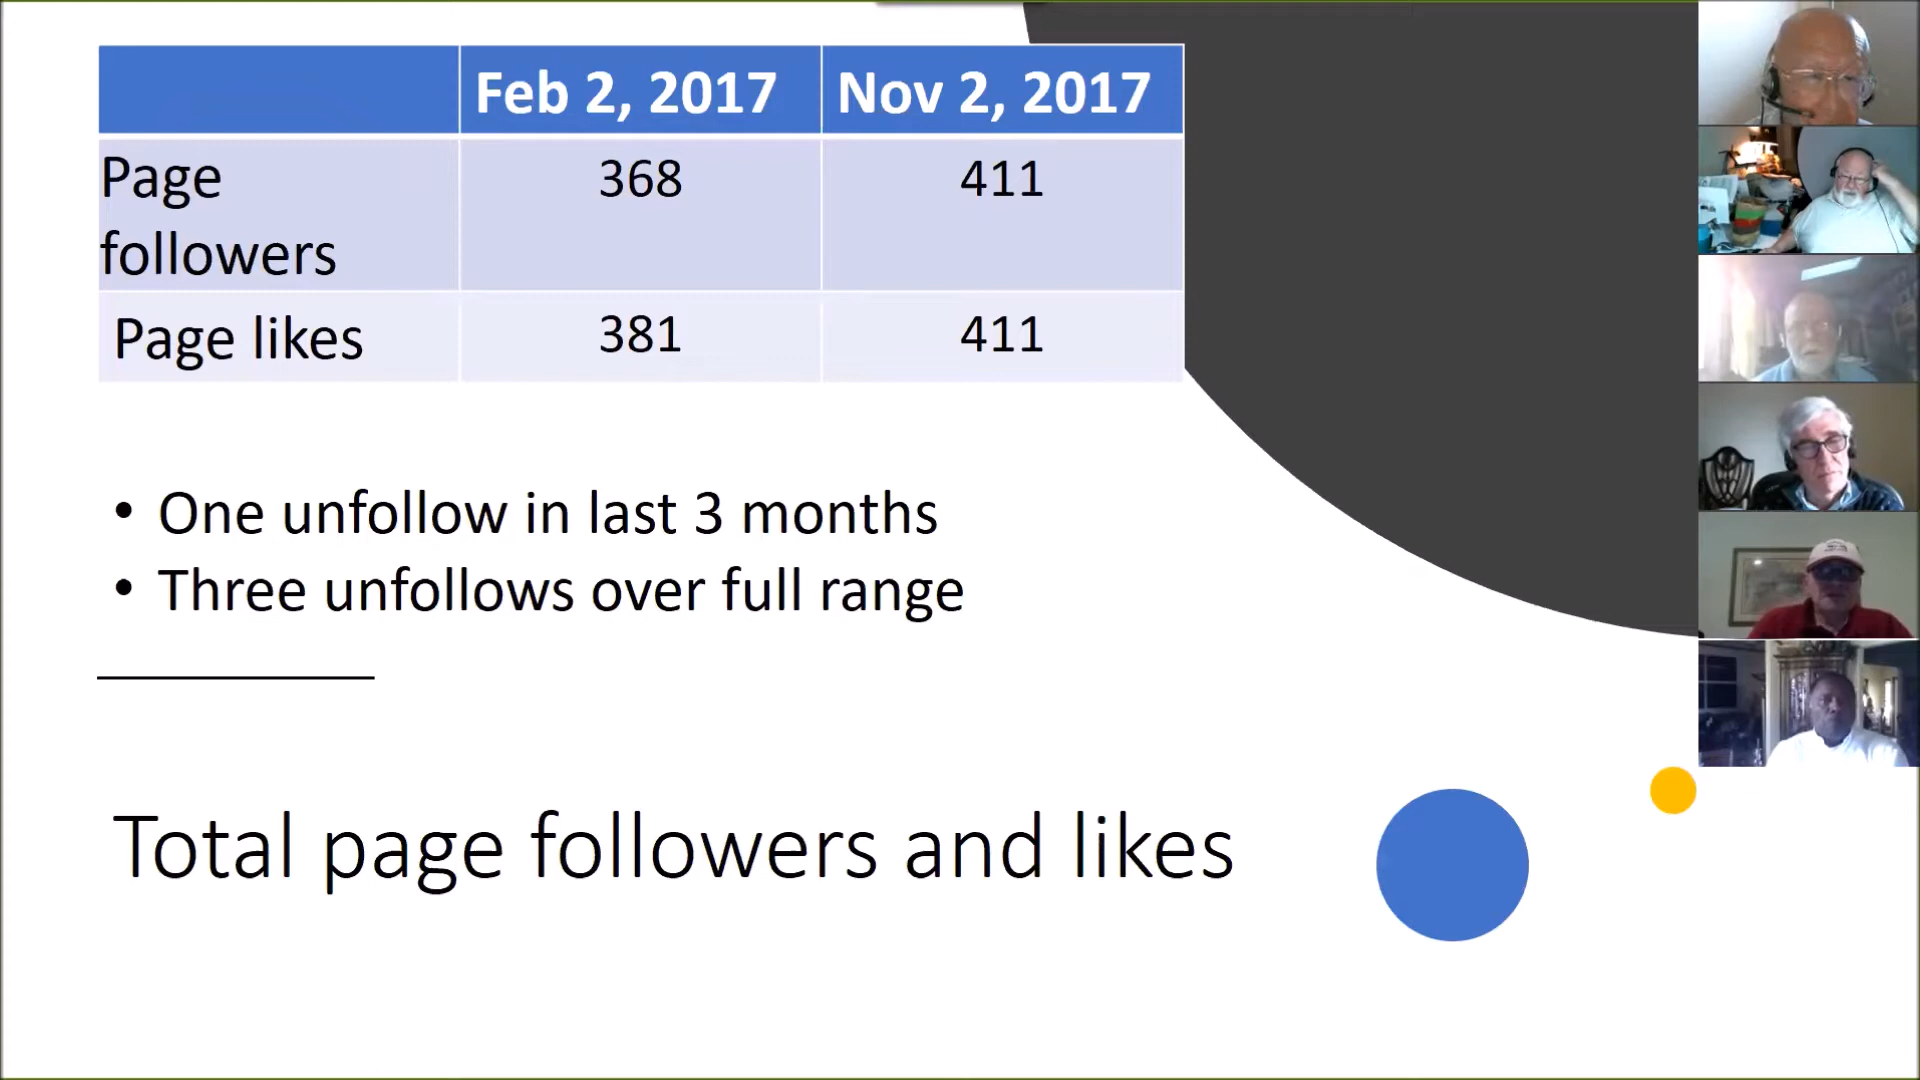 Feb 2, 2017 Nov 2, 2017
Page followers 368 411
Page likes 381 411
• One unfollow in last 3 months
• Three unfollows over full range
Total page followers and likes